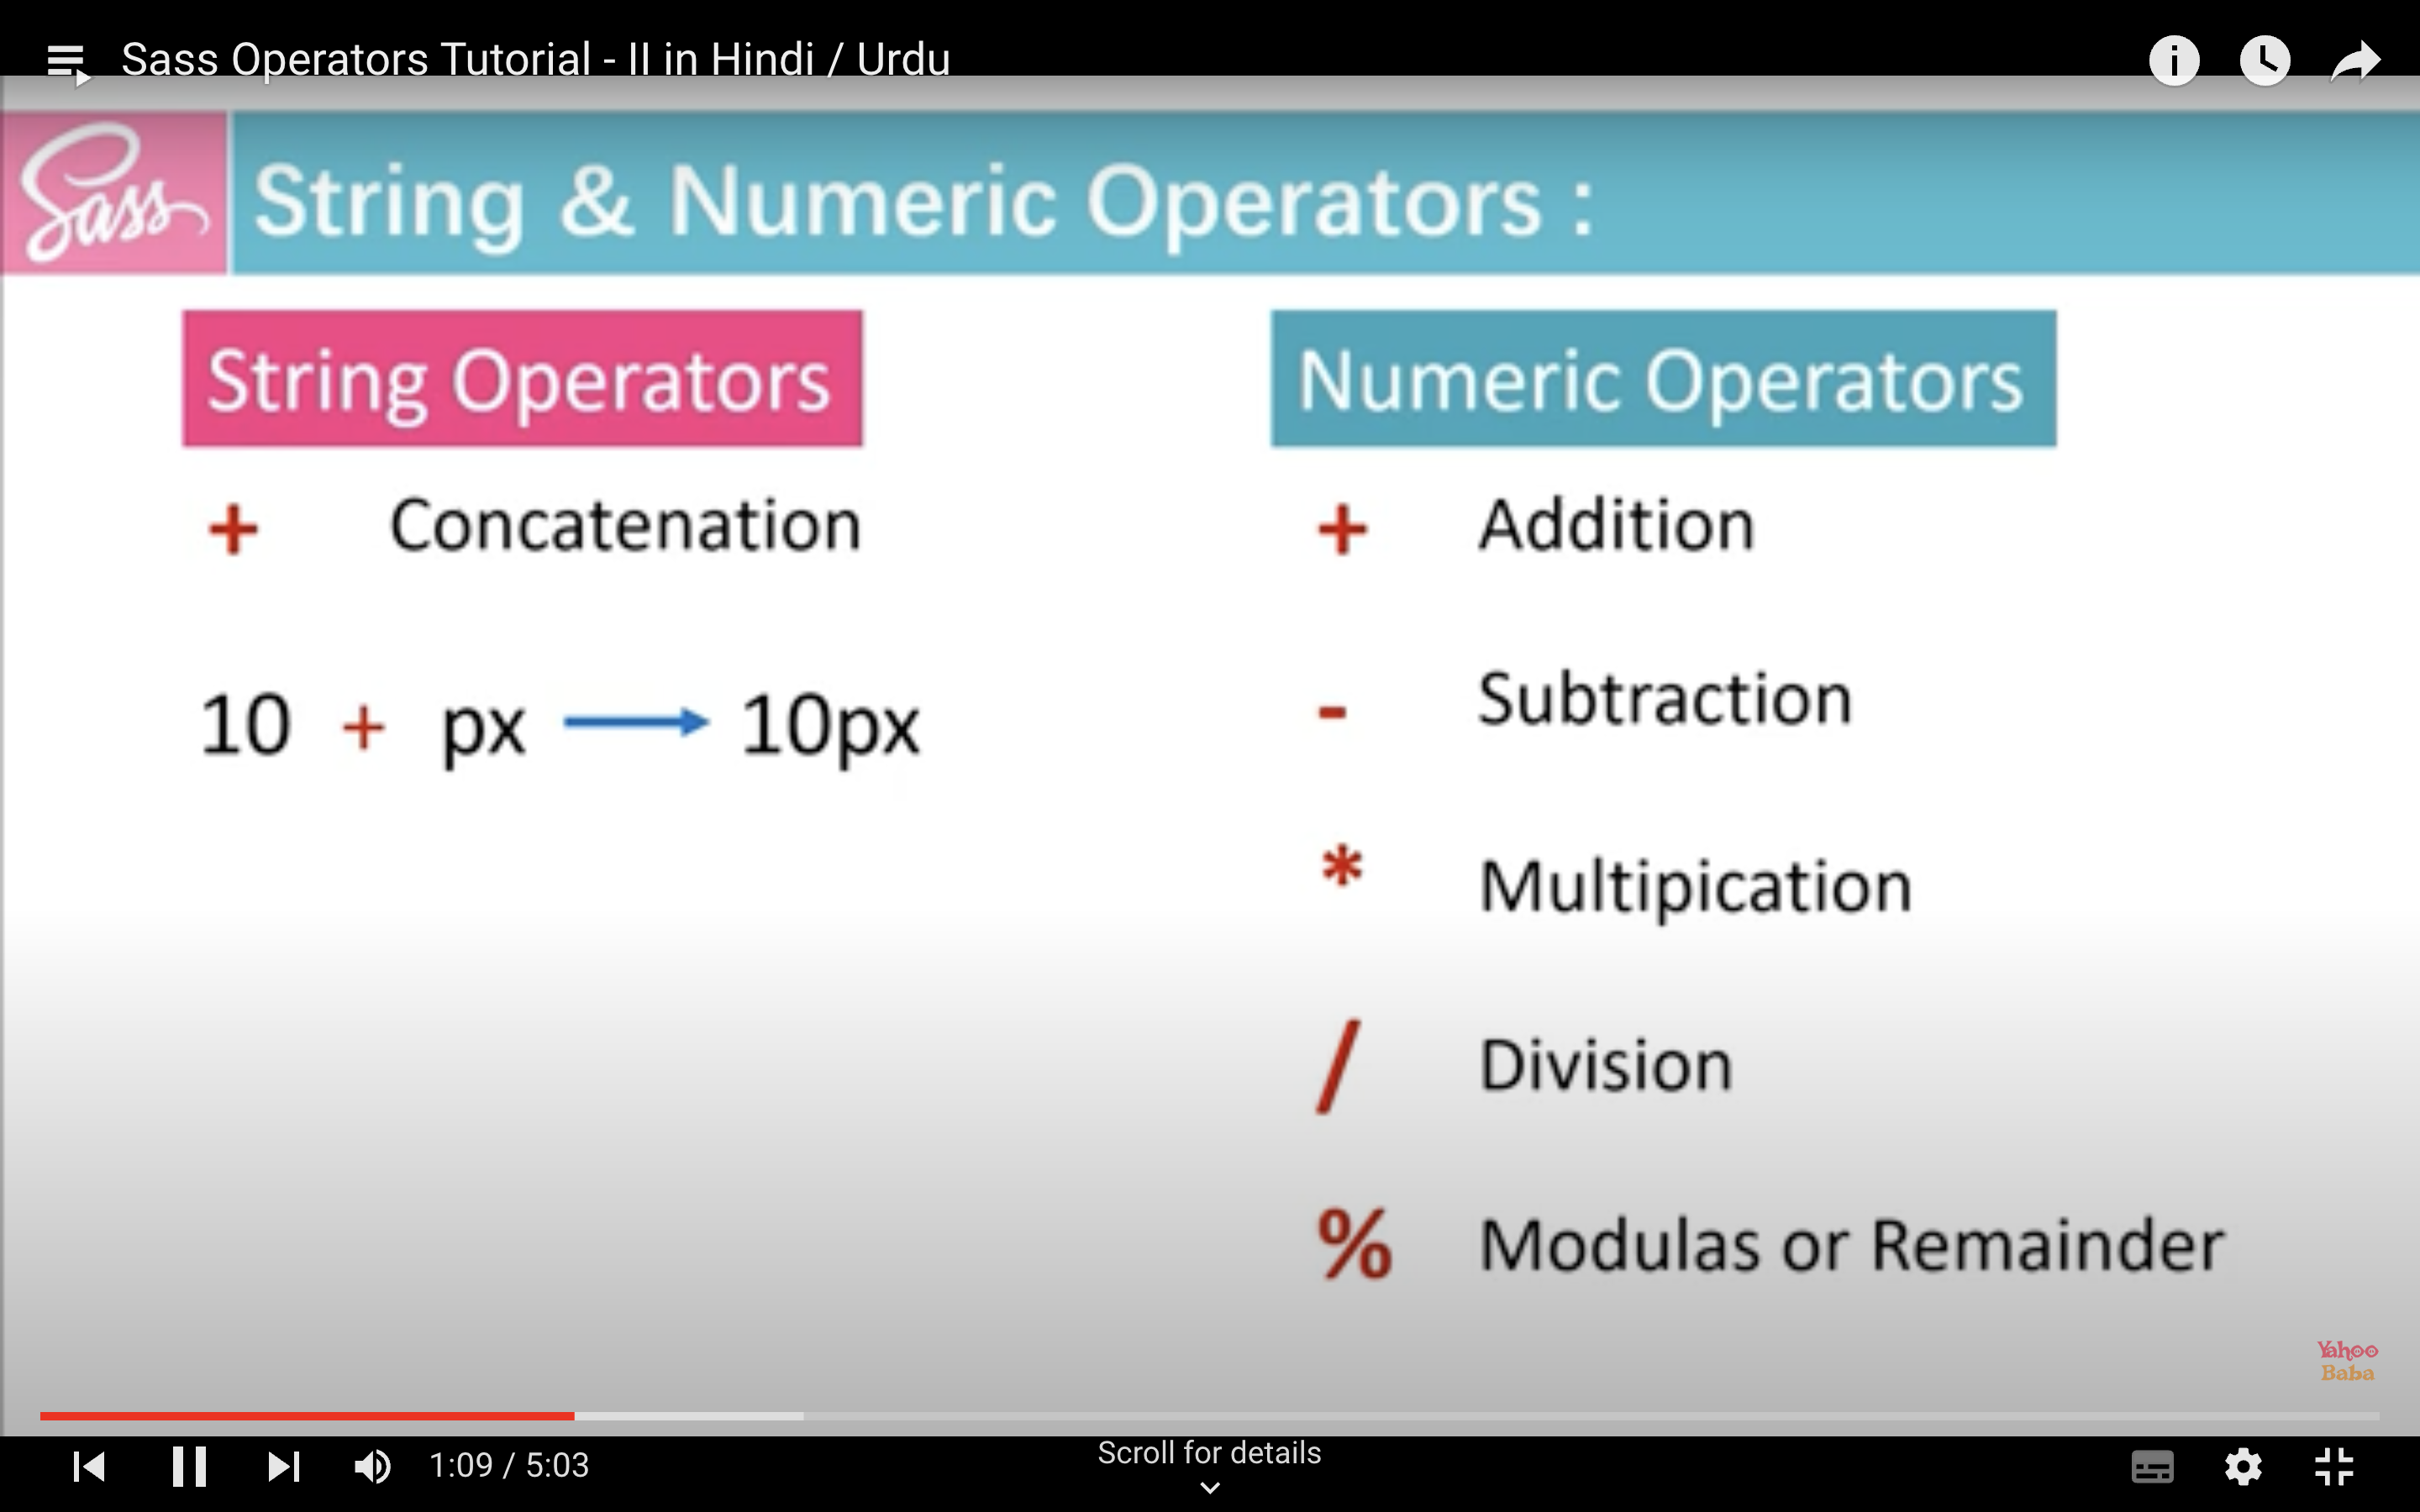 Sass Operators Tutorial - II in Hindi / Urdu
Sass
String & Numeric Operators :
String Operators
+ Concatenation
10 + px 10px
Numeric Operators
+ Addition
- Subtraction
* Multipication
/ Division
% Modulas or Remainder
Yahoo
Baba
1:09 / 5:03
Scroll for details